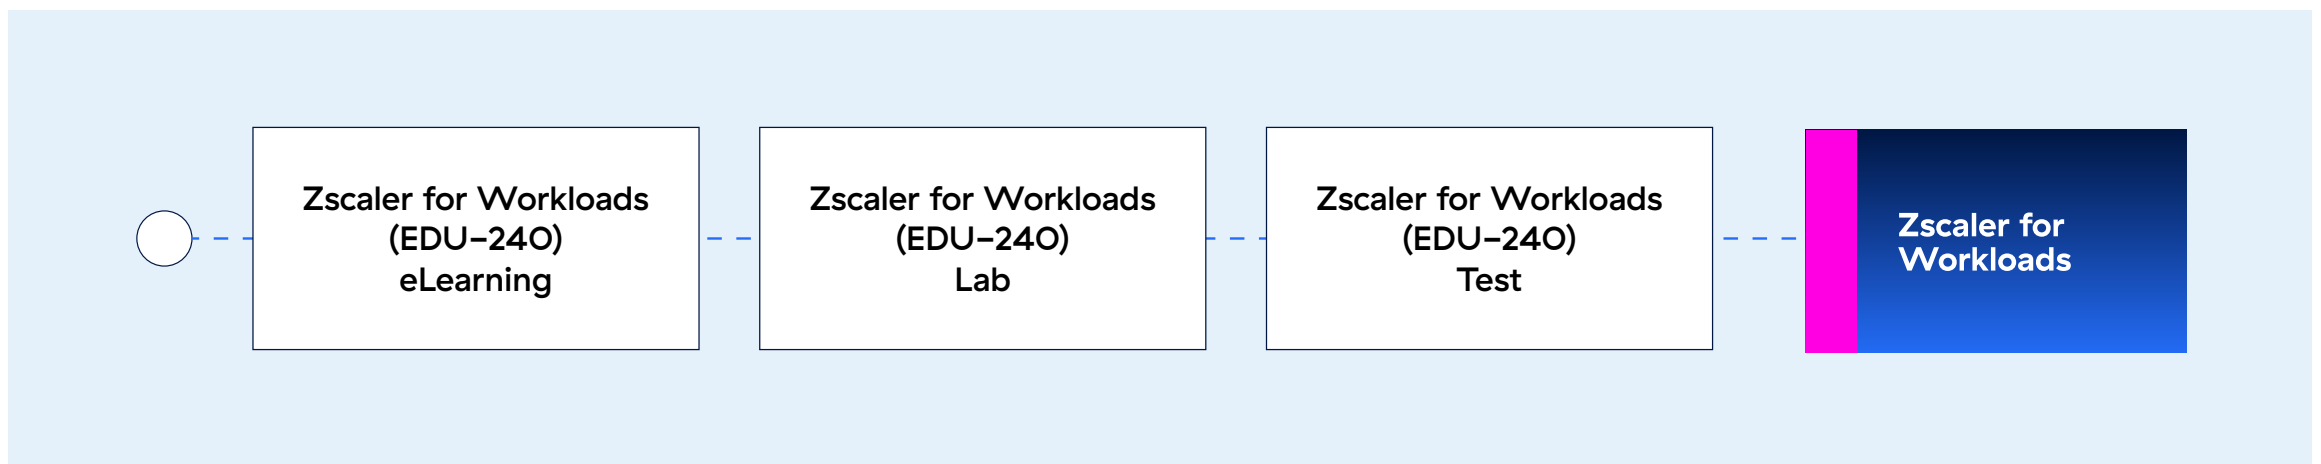 Zscaler for Workloads
(EDU-240)
eLearning
Zscaler for Workloads
(EDU-240)
Lab
Zscaler for Workloads
(EDU-240)
Test
Zscaler for
Workloads